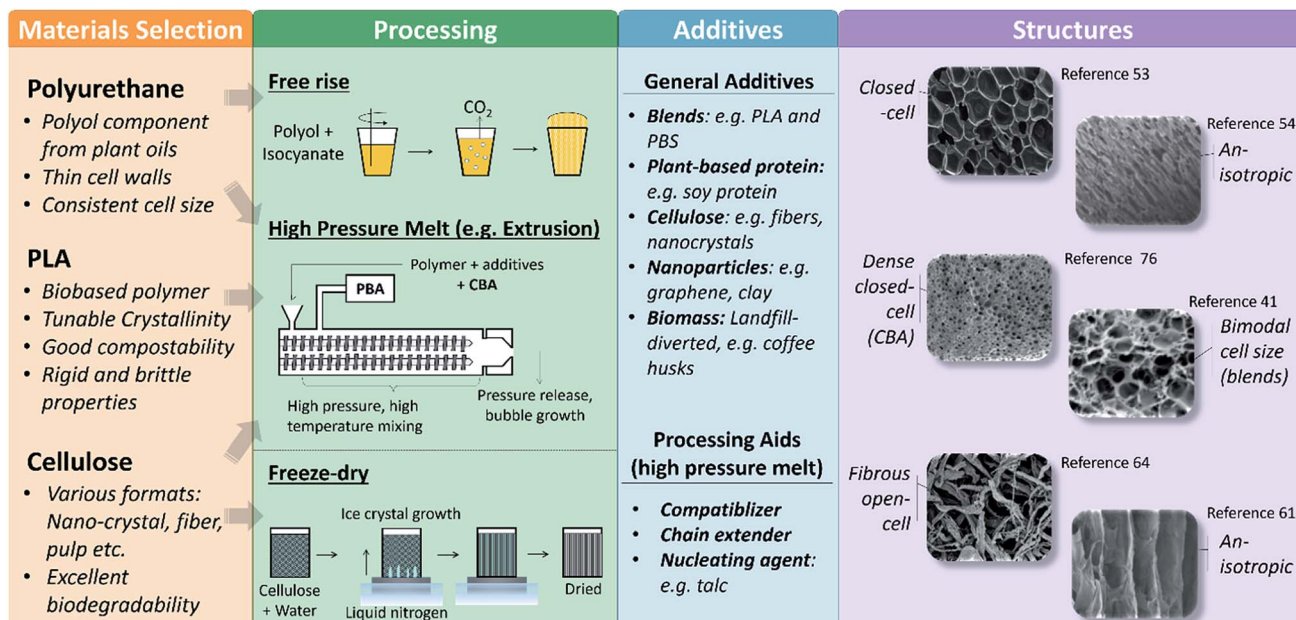 Materials Selection
Polyurethane
• Polyol component
from plant oils
• Thin cell walls
• Consistent cell size
PLA
• Biobased polymer
• Tunable Crystallinity
• Good compostability
• Rigid and brittle
properties
Cellulose
• Various formats:
Nano-crystal, fiber,
pulp etc.
• Excellent
biodegradability
Processing
Free rise
Polyol +
Isocyanate
CO2
High Pressure Melt (e.g. Extrusion)
Polymer + additives
+ CBA
PBA
High pressure, high
temperature mixing
Pressure release,
bubble growth
Freeze-dry
Ice crystal growth
Cellulose
+ Water
Liquid nitrogen
Dried
Additives
General Additives
• Blends: e.g. PLA and
PBS
• Plant-based protein:
e.g. soy protein
• Cellulose: e.g. fibers,
nanocrystals
• Nanoparticles: e.g.
graphene, clay
• Biomass: Landfill-
diverted, e.g. coffee
husks
Processing Aids
(high pressure melt)
• Compatiblizer
• Chain extender
• Nucleating agent:
e.g. talc
Structures
Closed
-cell
Reference 53
Reference 54
An-
isotropic
Dense
closed-
cell
(CBA)
Reference 76
Reference 41
Bimodal
cell size
(blends)
Fibrous
open-
cell
Reference 64
Reference 61
An-
isotropic